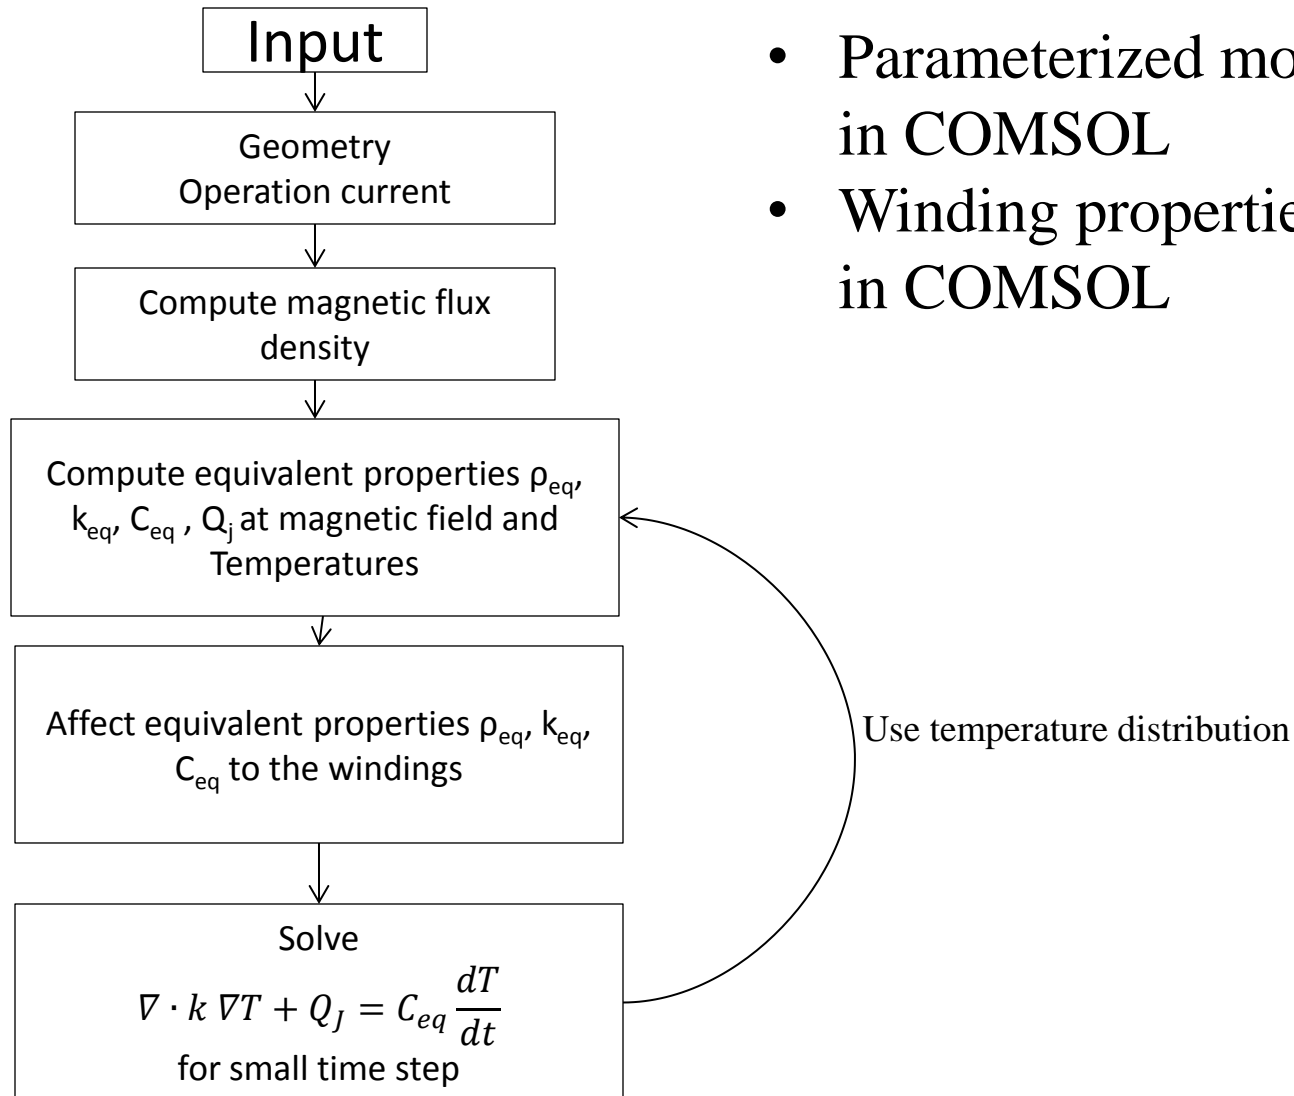 Input
Geometry
Operation current
Compute magnetic flux
density
Compute equivalent properties ρeq,
keq, Ceq , Qj at magnetic field and
Temperatures
Affect equivalent properties ρeq, keq,
Ceq to the windings
Solve
∇ · k ∇T + QJ = Ceq dT/dt
for small time step
Use temperature distribution
• Parameterized
in COMSOL
• Winding
in COMSOL